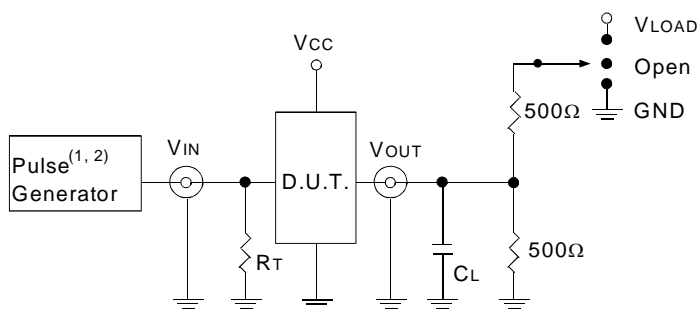 VLOAD
VCC
Open
500Ω
GND
VIN
VOUT
Pulse(1, 2)
Generator
D.U.T.
500Ω
RT
CL